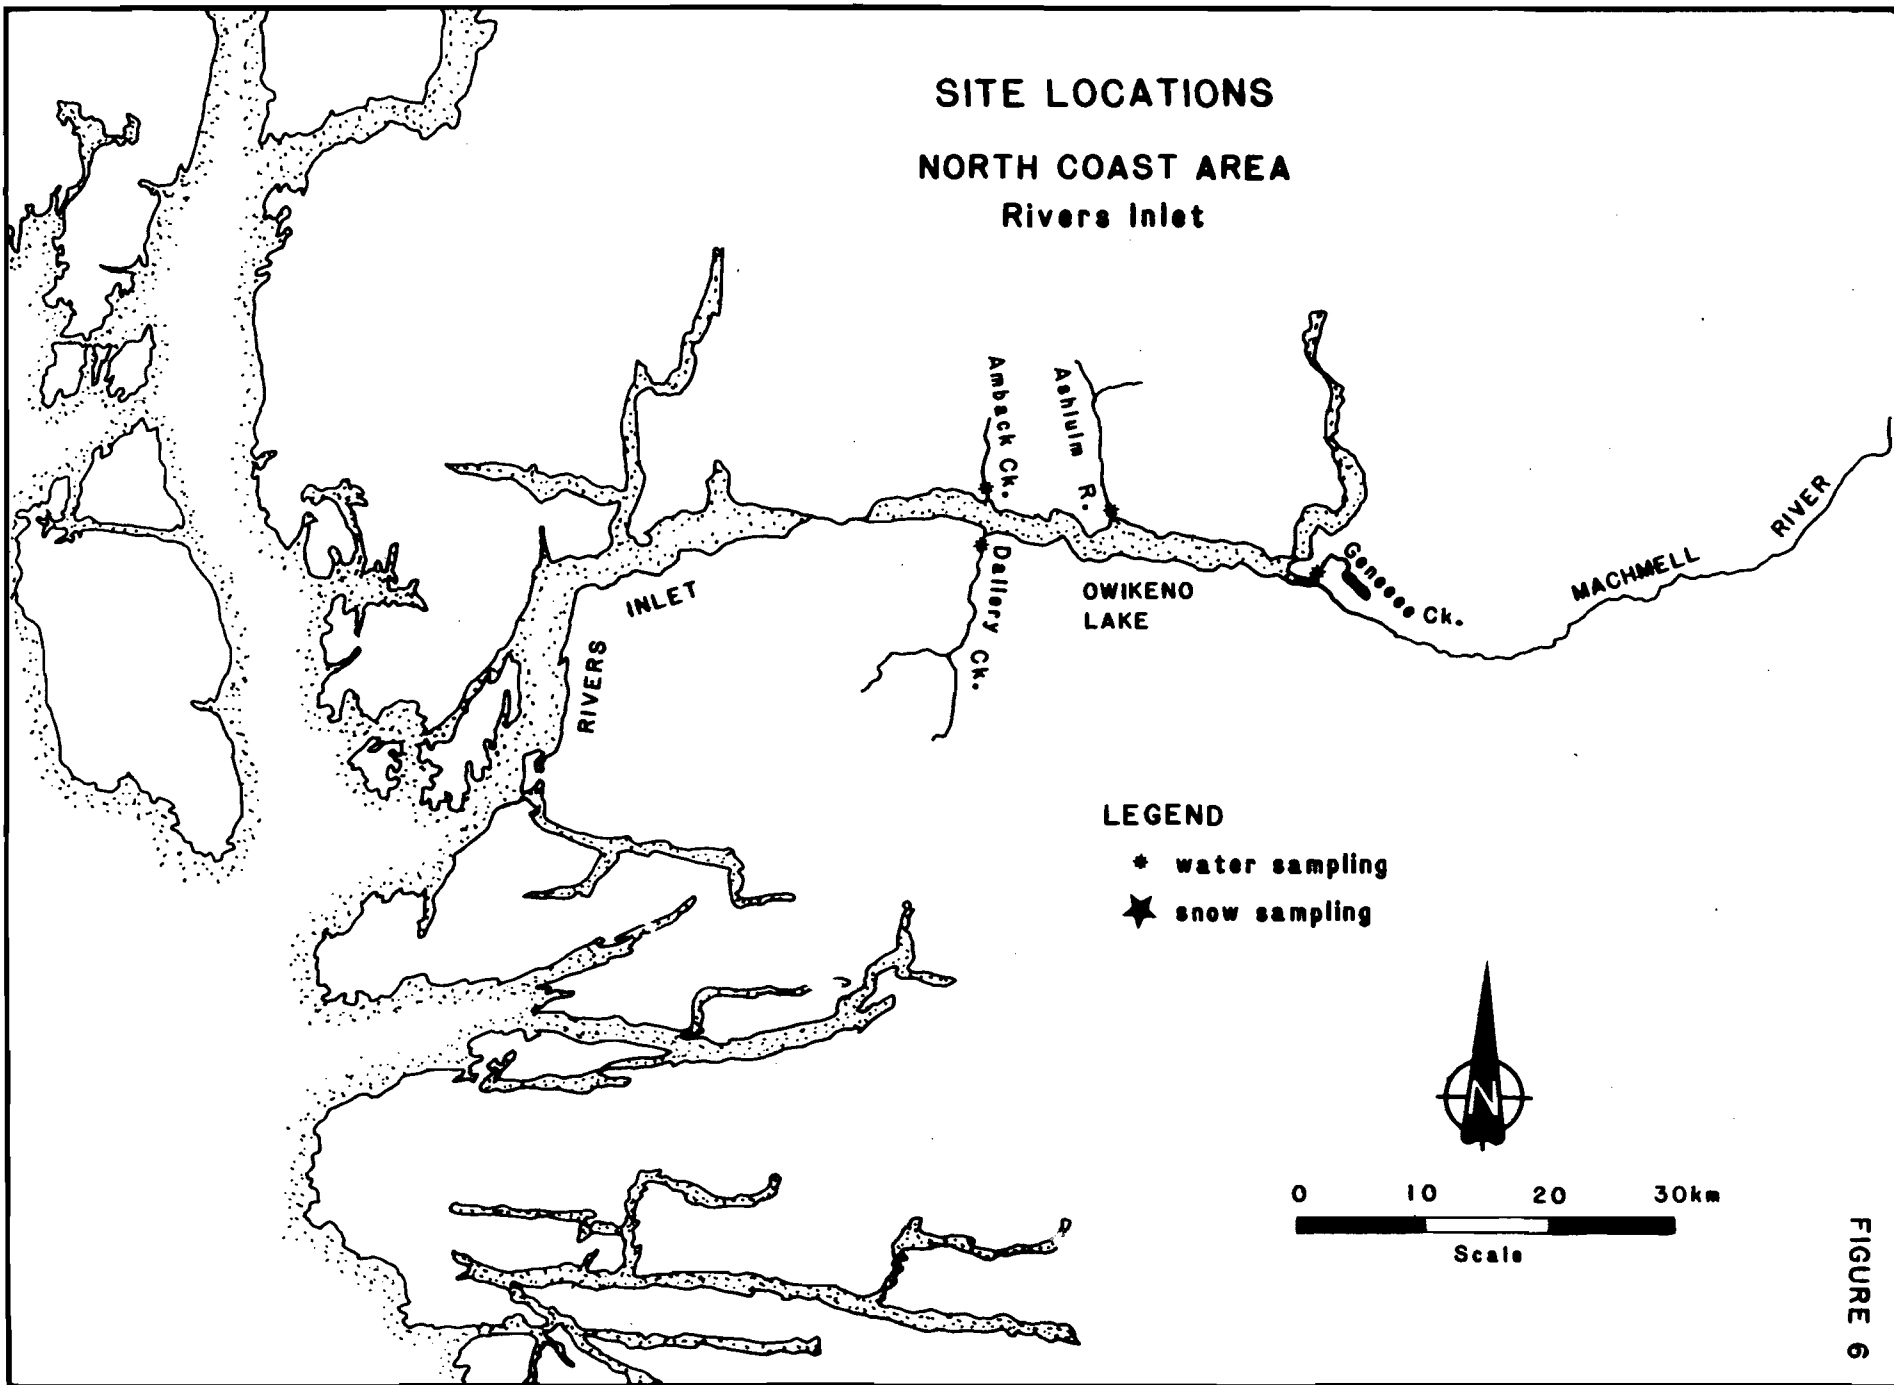 SITE LOCATIONS
NORTH COAST AREA
Rivers Inlet
Amback Ck.
Ashlulm R.
Dallery Ck.
Geneeee Ck.
OWIKENO
LAKE
MACHMELL RIVER
RIVERS INLET
LEGEND
water sampling
snow sampling
N
0 10 20 30km
Scale
FIGURE 6